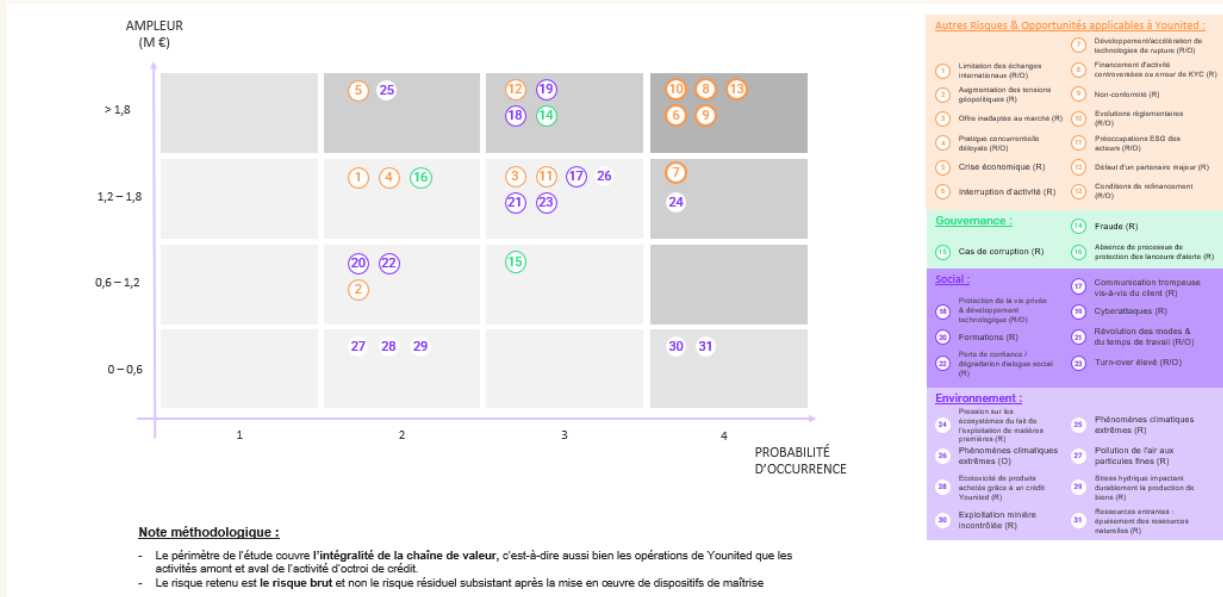 AMPLEUR
(M €)
> 1,8
5 25
12 19
18 14
10 8 13
6 9
1,2 – 1,8
1 4 16
3 11 17 26
21 23
7
24
0,6 – 1,2
20 22
2
15
0 – 0,6
27 28 29
30 31
1 2 3 4
PROBABILITÉ
D'OCCURRENCE
Autres Risques & Opportunités applicables à Younited :
1 Limitation des échanges
internationaux (R/O)
2 Augmentation des tensions
géopolitiques (R)
3 Offre inadaptée au marché (R)
4 Pratique concurrentielle
déloyale (R/O)
5 Crise économique (R)
6 Interruption d'activité (R)
7 Développement/accélération de
technologies de rupture (R/O)
8 Financement d'activité
controversées ou erreur de KYC (R)
9 Non-conformité (R)
10 Evolutions réglementaires
(R/O)
11 Préoccupations ESG des
acteurs (R/O)
12 Défaut d'un partenaire majeur (R)
13 Conditions de refinancement
(R/O)
Gouvernance :
14 Fraude (R)
15 Cas de corruption (R)
16 Absence de processus de
protection des lanceurs d'alerte (R)
Social :
17 Communication trompeuse
vis-à-vis du client (R)
18 Protection de la vie privée
& développement
technologique (R/O)
19 Cyberattaques (R)
20 Formations (R)
21 Révolution des modes &
du temps de travail (R/O)
22 Perte de confiance /
dégradation dialogue social
(R)
23 Turn-over élevé (R/O)
Environnement :
24 Pression sur les
écosystèmes du fait de
l'exploitation de matières
premières (R)
25 Phénomènes climatiques
extrêmes (R)
26 Phénomènes climatiques
extrêmes (O)
27 Pollution de l'air aux
particules fines (R)
28 Ecotoxicité de produits
achetés grâce à un crédit
Younited (R)
29 Stress hydrique impactant
durablement la production de
biens (R)
30 Exploitation minière
incontrôlée (R)
31 Ressources entrantes :
épuisement des ressources
naturelles (R)
Note méthodologique :
- Le périmètre de l'étude couvre l'intégralité de la chaîne de valeur, c'est-à-dire aussi bien les opérations de Younited que les
activités amont et aval de l'activité d'octroi de crédit.
- Le risque retenu est le risque brut et non le risque résiduel subsistant après la mise en œuvre de dispositifs de maîtrise